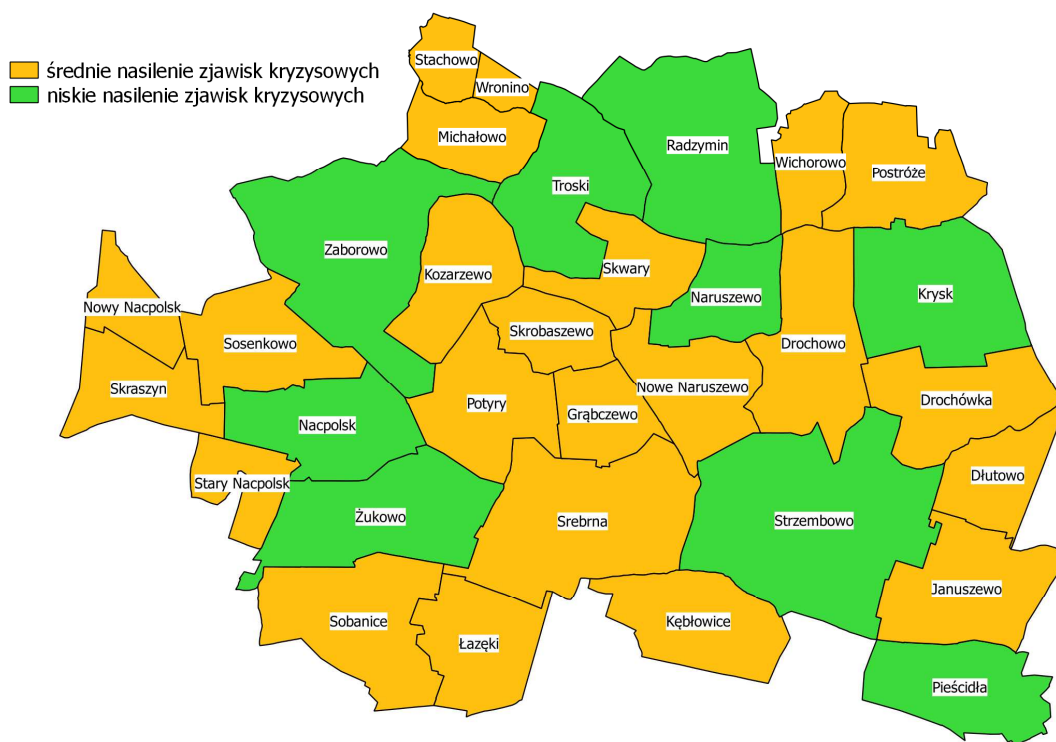 średnie nasilenie zjawisk kryzysowych
niskie nasilenie zjawisk kryzysowych
Stachowo
Wronino
Michałowo
Radzymin
Wichorowo
Postróże
Troski
Zaborowo
Kozarzewo
Skwary
Naruszewo
Krysk
Nowy Nacpolsk
Sosenkowo
Skrobaszewo
Drochowo
Skraszyn
Potyry
Grąbczewo
Nowe Naruszewo
Drochówka
Nacpolsk
Stary Nacpolsk
Dłutowo
Żukowo
Srebrna
Strzembowo
Januszewo
Sobanice
Łazęki
Kębłowice
Pieścidła